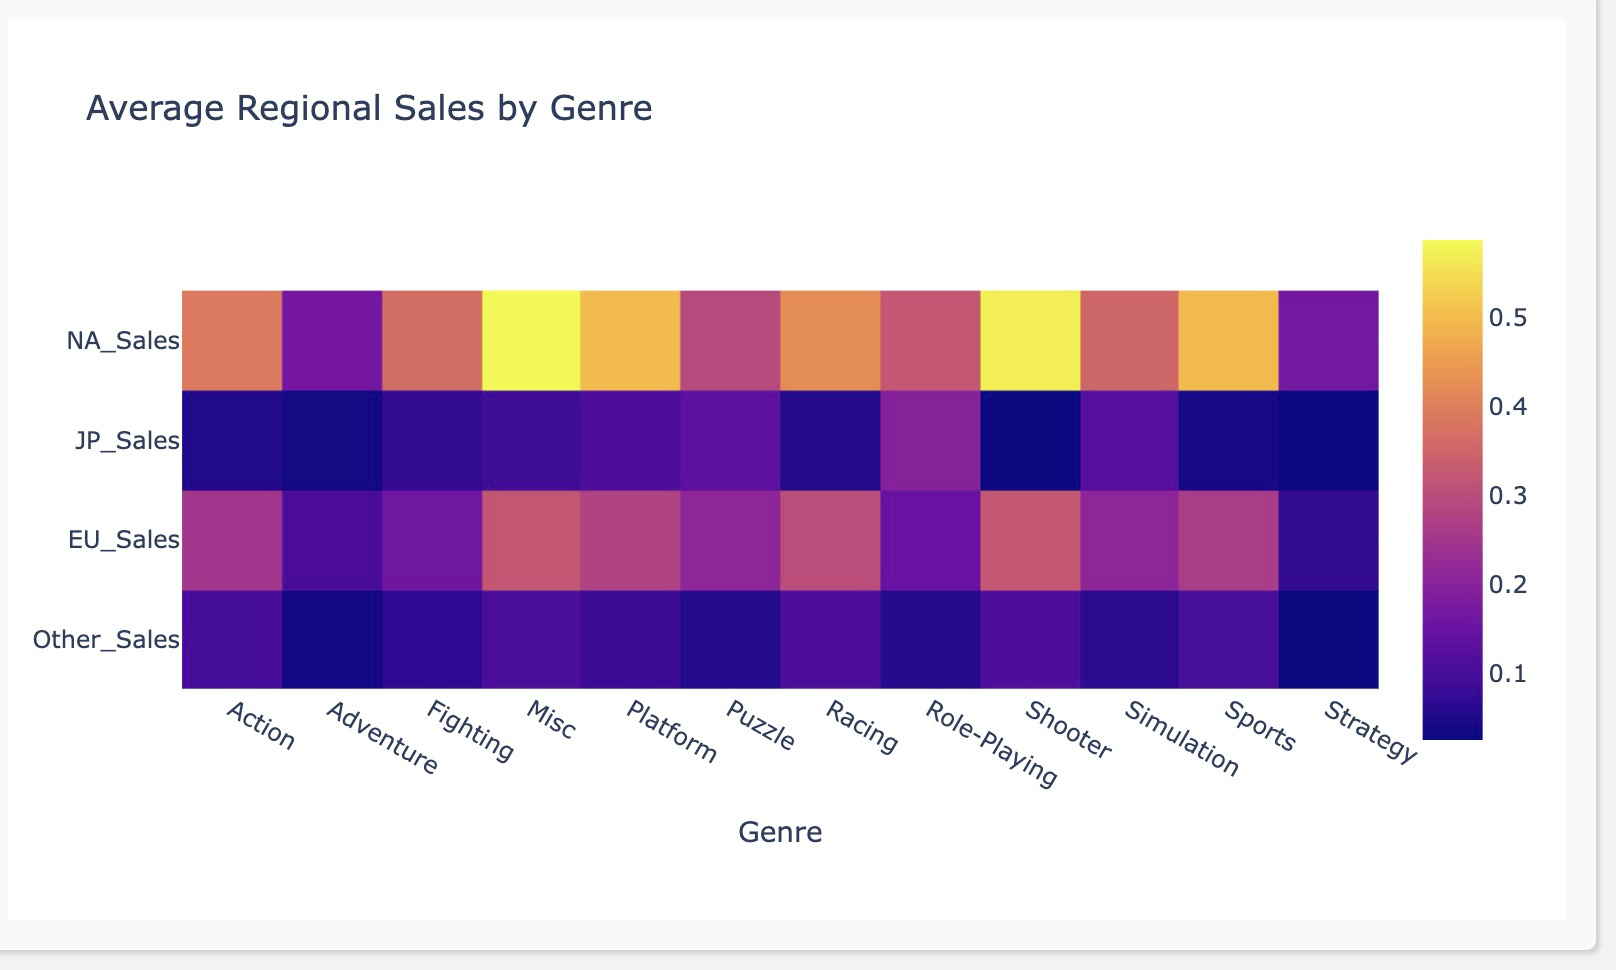 Average Regional Sales by Genre
NA_Sales
JP_Sales
EU_Sales
Other_Sales
Action
Adventure
Fighting
Misc
Platform
Puzzle
Racing
Role-Playing
Shooter
Simulation
Sports
Strategy
Genre
0.5
0.4
0.3
0.2
0.1